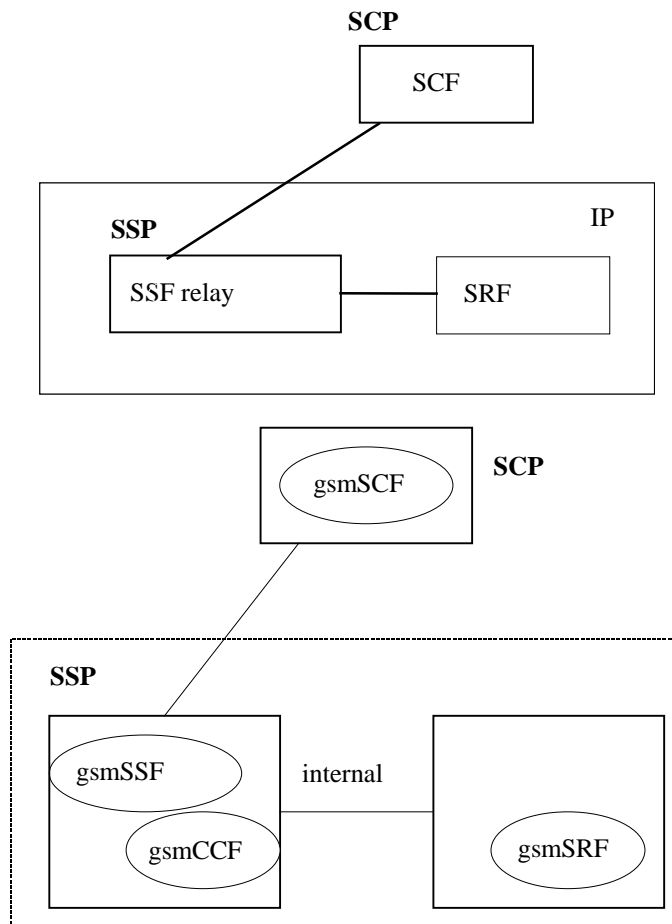 SCP
SCF
IP
SSP
SSF relay
SRF
SCP
gsmSCF
SSP
gsmSSF
internal
gsmCCF
gsmSRF